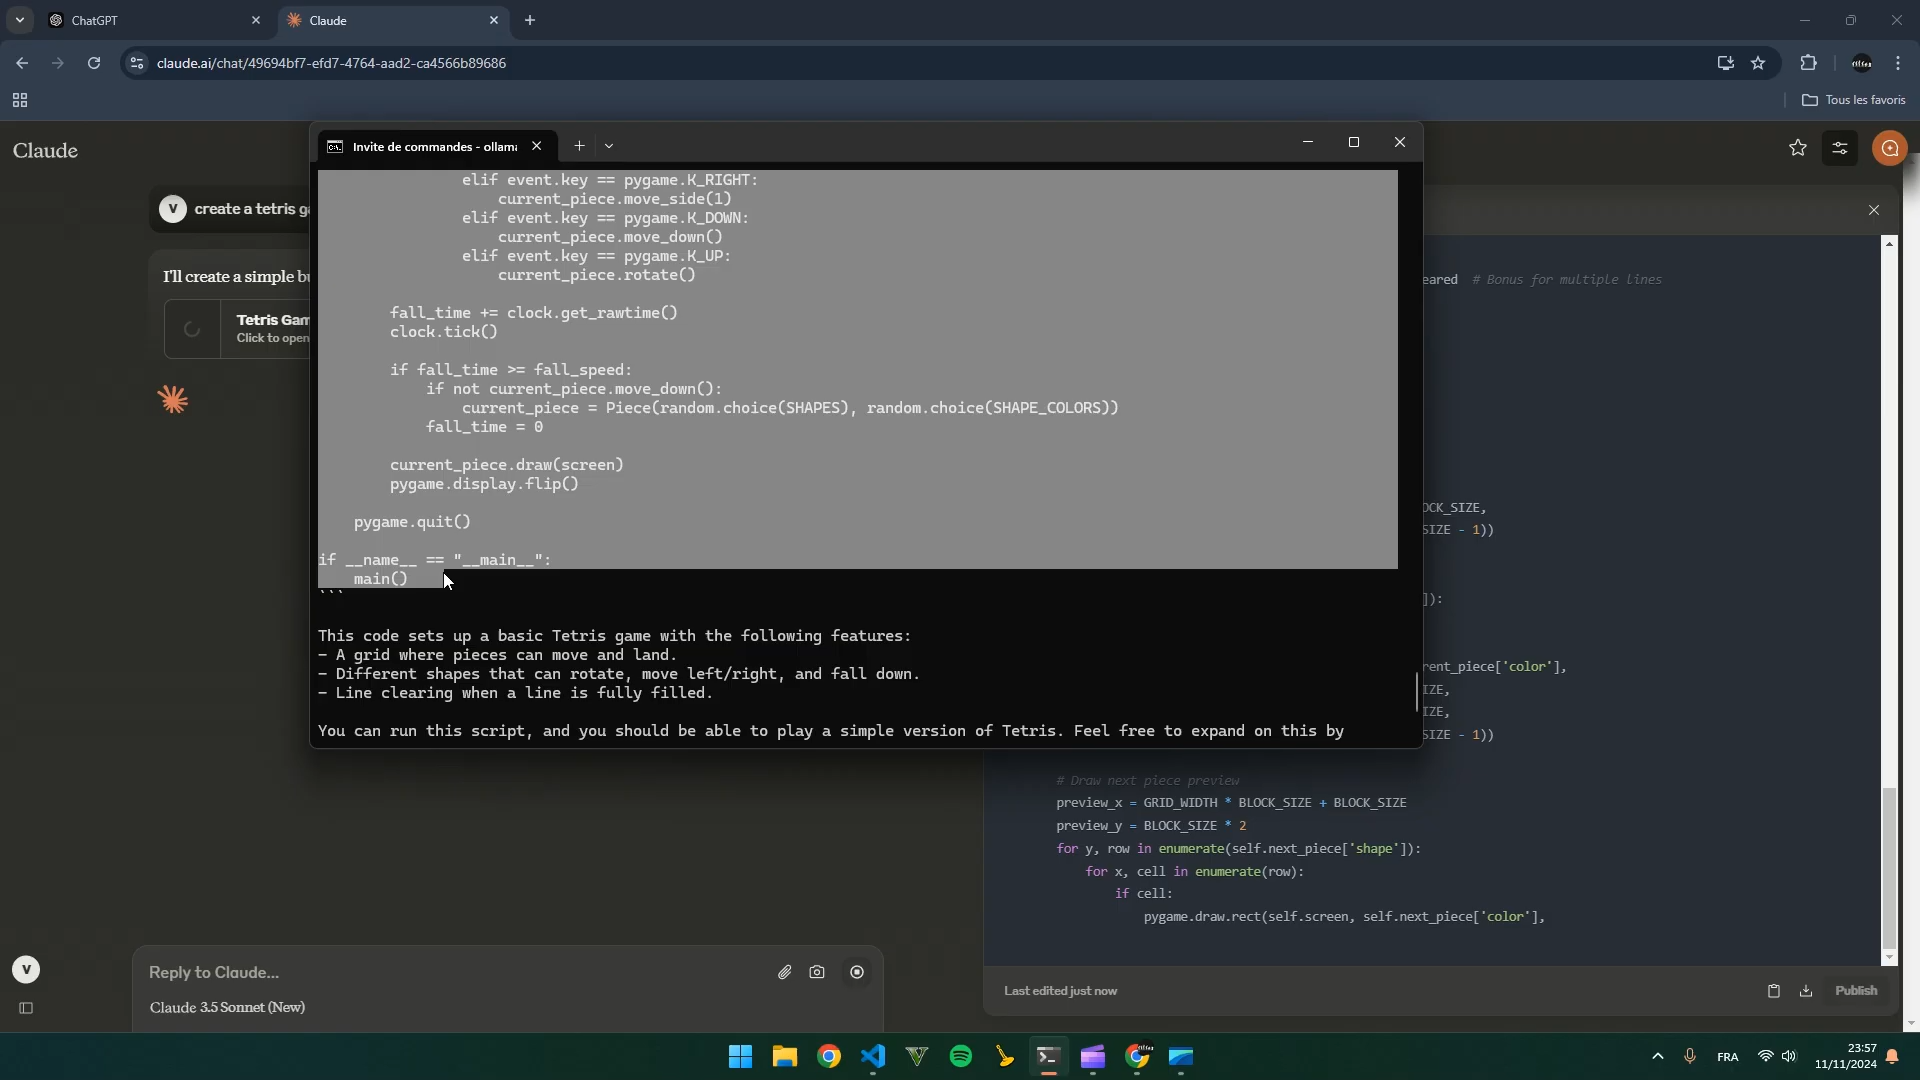 ChatGPT
Claude
claude.ai/chat/49694bf7-efd7-4764-aad2-ca4566b89686
Tous les favoris
Claude
Invite de commandes - ollama
V
create a tetris ga
I'll create a simple bu
Tetris Gam
Click to open
elif event.key == pygame.K_RIGHT:
current_piece.move_side(1)
elif event.key == pygame.K_DOWN:
current_piece.move_down()
elif event.key == pygame.K_UP:
current_piece.rotate()
fall_time += clock.get_rawtime()
clock.tick()
if fall_time >= fall_speed:
if not current_piece.move_down():
current_piece = Piece(random.choice(SHAPES), random.choice(SHAPE_COLORS))
fall_time = 0
current_piece.draw(screen)
pygame.display.flip()
pygame.quit()
if __name__ == "__main__":
main()
```
This code sets up a basic Tetris game with the following features:
- A grid where pieces can move and land.
- Different shapes that can rotate, move left/right, and fall down.
- Line clearing when a line is fully filled.
You can run this script, and you should be able to play a simple version of Tetris. Feel free to expand on this by
eared # Bonus for multiple lines
OCK_SIZE,
SIZE - 1))
]):
rent_piece['color'],
IZE,
IZE,
SIZE - 1))
# Draw next piece preview
preview_x = GRID_WIDTH * BLOCK_SIZE + BLOCK_SIZE
preview_y = BLOCK_SIZE * 2
for y, row in enumerate(self.next_piece['shape']):
for x, cell in enumerate(row):
if cell:
pygame.draw.rect(self.screen, self.next_piece['color'],
Last edited just now
Publish
V
Reply to Claude...
Claude 3.5 Sonnet (New)
FRA
23:57
11/11/2024